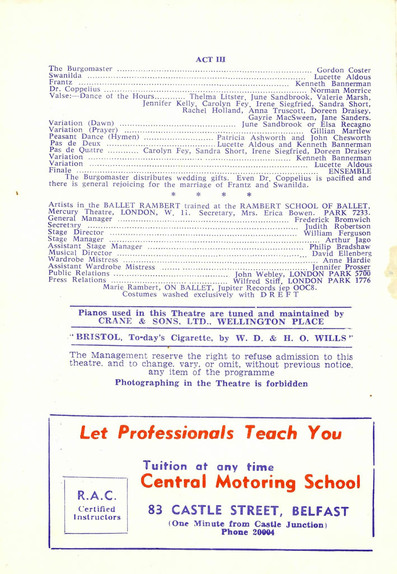 ACT III
The Burgomaster ........ Gordon Coster
Swanilda ........ Lucette Aldous
Frantz ........ Kenneth Bannerman
Dr. Coppelius ........ Norman Morrice
Valse:—Dance of the Hours........ Thelma Litster, June Sandbrook, Valerie Marsh,
Jennifer Kelly, Carolyn Fey, Irene Siegfried, Sandra Short,
Rachel Holland, Anna Truscott, Doreen Draisey,
Gayrie MacSween, Jane Sanders,
Variation (Dawn) ........ June Sandbrook or Elsa Recagno
Variation (Prayer) ........ Gillian Martlew
Peasant Dance (Hymen) ........ Patricia Ashworth and John Chesworth
Pas de Deux ........ Lucette Aldous and Kenneth Bannerman
Pas de Quatre ........ Carolyn Fey, Sandra Short, Irene Siegfried, Doreen Draisey
Variation ........ Kenneth Bannerman
Variation ........ Lucette Aldous
Finale ........ ENSEMBLE
The Burgomaster distributes wedding gifts. Even Dr. Coppelius is pacified and
there is general rejoicing for the marriage of Frantz and Swanilda.
* * * *
Artists in the BALLET RAMBERT trained at the RAMBERT SCHOOL OF BALLET,
Mercury Theatre, LONDON, W. 11. Secretary, Mrs. Erica Bowen. PARK 7233.
General Manager ........ Frederick Bromwich
Secretary ........ Judith Robertson
Stage Director ........ William Ferguson
Stage Manager ........ Arthur Jago
Assistant Stage Manager ........ Philip Bradshaw
Musical Director ........ David Ellenberg
Wardrobe Mistress ........ Anne Hardie
Assistant Wardrobe Mistress ........ Jennifer Prosser
Public Relations ........ John Webley, LONDON PARK 5700
Press Relations ........ Wilfred Stiff, LONDON PARK 1776
Marie Rambert, ON BALLET, Jupiter Records jep OOC8.
Costumes washed exclusively with DREFT
Pianos used in this Theatre are tuned and maintained by
CRANE & SONS, LTD., WELLINGTON PLACE
"BRISTOL, To-day's Cigarette, by W. D. & H. O. WILLS"
The Management reserve the right to refuse admission to this
theatre, and to change, vary, or omit, without previous notice,
any item of the programme
Photographing in the Theatre is forbidden
Let Professionals Teach You
Tuition at any time
Central Motoring School
R.A.C.
Certified
Instructors
83 CASTLE STREET, BELFAST
(One Minute from Castle Junction)
Phone 20004